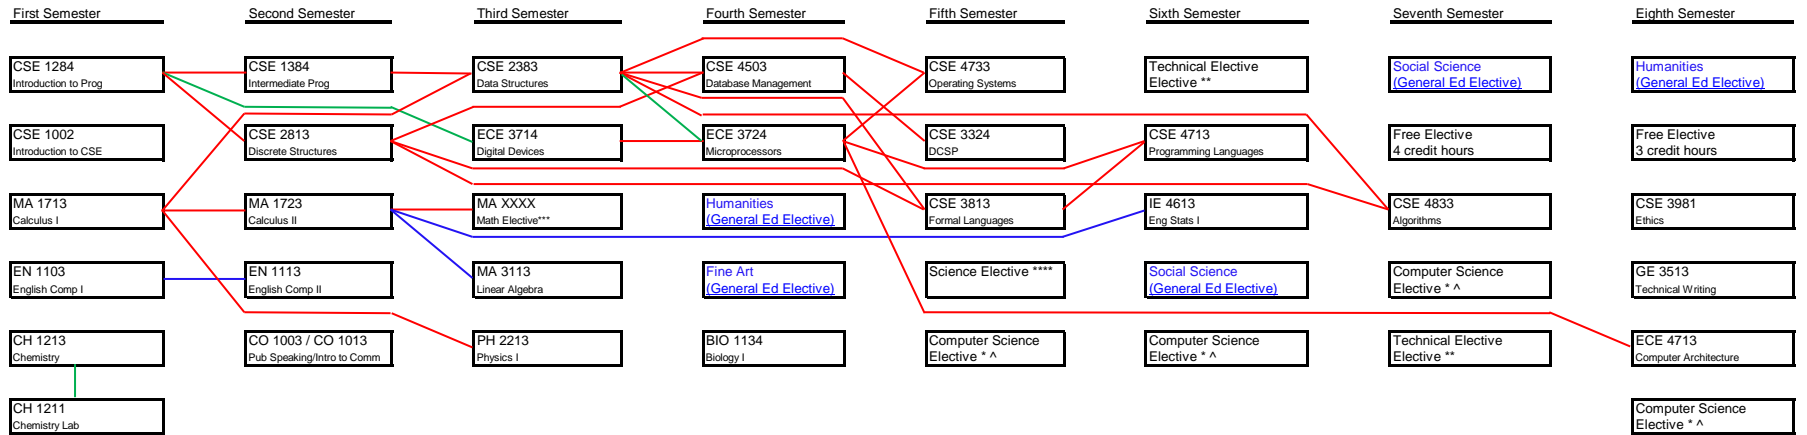 First Semester
Second Semester
Third Semester
Fourth Semester
Fifth Semester
Sixth Semester
Seventh Semester
Eighth Semester
CSE 1284
Introduction to Prog
CSE 1384
Intermediate Prog
CSE 2383
Data Structures
CSE 4503
Database Management
CSE 4733
Operating Systems
Technical Elective
Elective **
Social Science
(General Ed Elective)
Humanities
(General Ed Elective)
CSE 1002
Introduction to CSE
CSE 2813
Discrete Structures
ECE 3714
Digital Devices
ECE 3724
Microprocessors
CSE 3324
DCSP
CSE 4713
Programming Languages
Free Elective
4 credit hours
Free Elective
3 credit hours
MA 1713
Calculus I
MA 1723
Calculus II
MA XXXX
Math Elective***
Humanities
(General Ed Elective)
CSE 3813
Formal Languages
IE 4613
Eng Stats I
CSE 4833
Algorithms
CSE 3981
Ethics
EN 1103
English Comp I
EN 1113
English Comp II
MA 3113
Linear Algebra
Fine Art
(General Ed Elective)
Science Elective ****
Social Science
(General Ed Elective)
Computer Science
Elective * ^
GE 3513
Technical Writing
CH 1213
Chemistry
CO 1003 / CO 1013
Pub Speaking/Intro to Comm
PH 2213
Physics I
BIO 1134
Biology I
Computer Science
Elective * ^
Computer Science
Elective * ^
Technical Elective
Elective **
ECE 4713
Computer Architecture
CH 1211
Chemistry Lab
Computer Science
Elective * ^